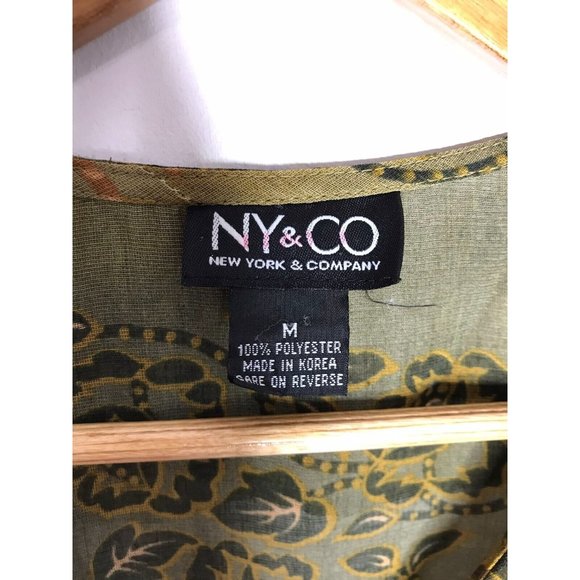 NY&CO
NEW YORK & COMPANY
M
100% POLYESTER
MADE IN KOREA
CARE ON REVERSE